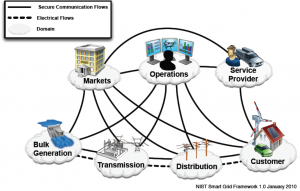 Secure Communication Flows
Electrical Flows
Domain
Markets
Operations
Service
Provider
Bulk
Generation
Transmission
Distribution
Customer
NIST Smart Grid Framework 1.0 January 2010